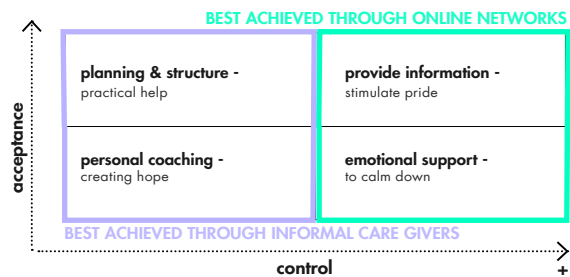 BEST ACHIEVED THROUGH ONLINE NETWORKS
planning & structure -
practical help
provide information -
stimulate pride
personal coaching -
creating hope
emotional support -
to calm down
acceptance
BEST ACHIEVED THROUGH INFORMAL CARE GIVERS
control
+